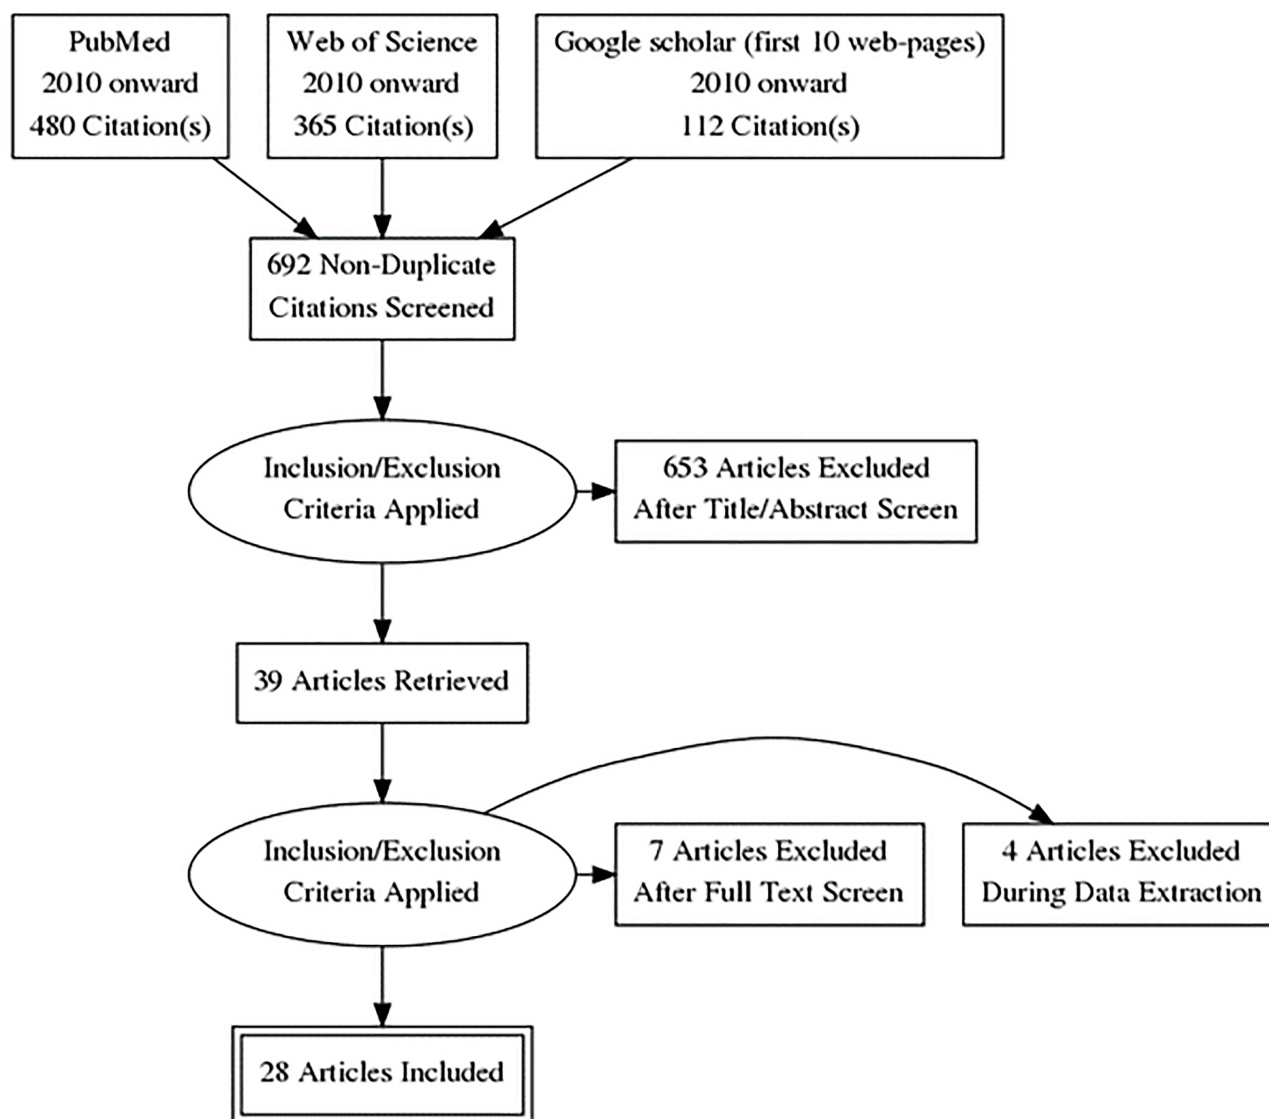 PubMed
2010 onward
480 Citation(s)
Web of Science
2010 onward
365 Citation(s)
Google scholar (first 10 web-pages)
2010 onward
112 Citation(s)
692 Non-Duplicate
Citations Screened
Inclusion/Exclusion
Criteria Applied
653 Articles Excluded
After Title/Abstract Screen
39 Articles Retrieved
Inclusion/Exclusion
Criteria Applied
7 Articles Excluded
After Full Text Screen
4 Articles Excluded
During Data Extraction
28 Articles Included